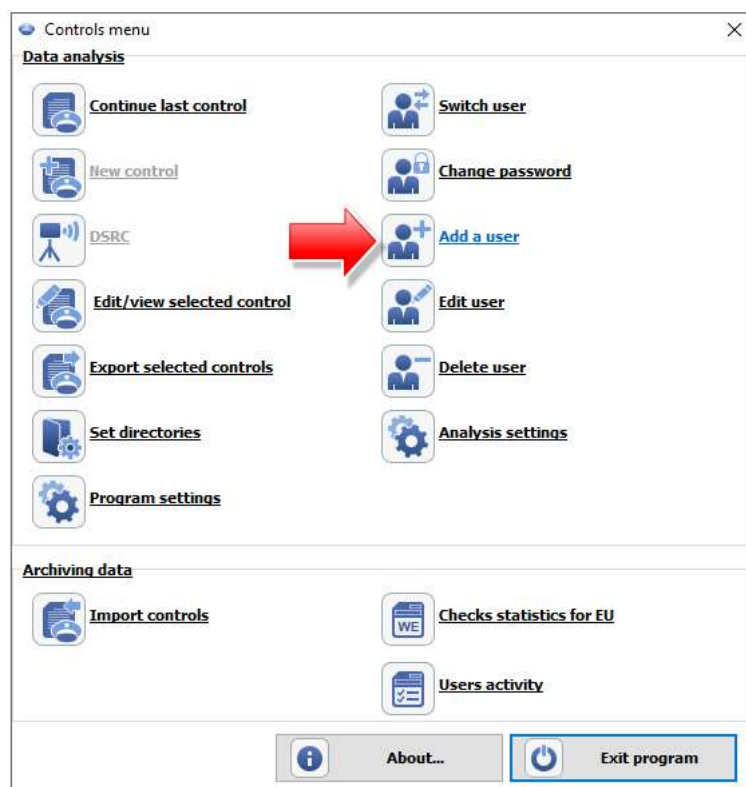 Controls menu
Data analysis
Continue last control
New control
DSRC
Edit/view selected control
Export selected controls
Set directories
Program settings
Switch user
Change password
Add a user
Edit user
Delete user
Analysis settings
Archiving data
Import controls
WE
Checks statistics for EU
Users activity
About...
Exit program